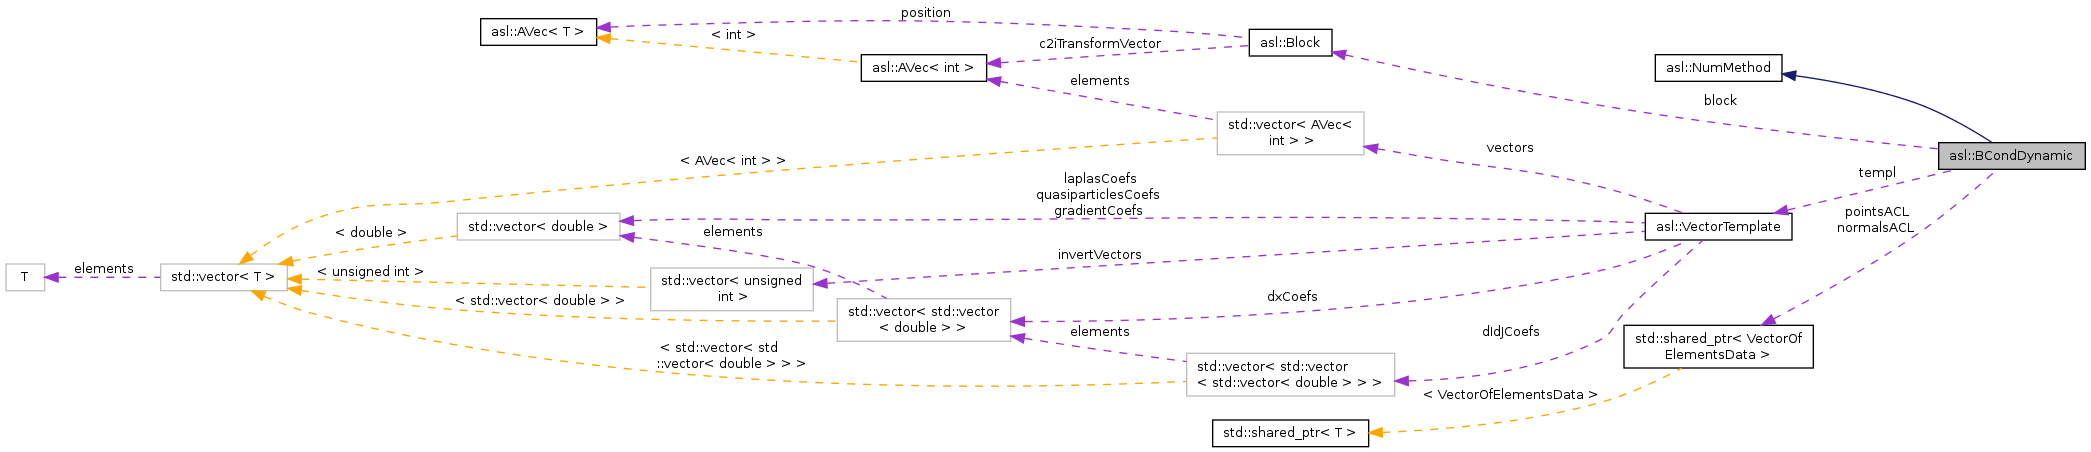 position
asl::AVec< T >
< int >
asl::Block
c2iTransformVector
asl::AVec< int >
asl::NumMethod
elements
block
std::vector< AVec<
int > >
asl::BCondDynamic
vectors
< AVec< int > >
templ
laplasCoefs
quasiparticlesCoefs
gradientCoefs
pointsACL
normalsACL
std::vector< double >
asl::VectorTemplate
< double >
elements
invertVectors
T
elements
std::vector< T >
< unsigned int >
std::vector< unsigned
int >
dxCoefs
< std::vector< double > >
std::vector< std::vector
< double > >
elements
dIdJCoefs
std::shared_ptr< VectorOf
ElementsData >
< std::vector< std
::vector< double > > >
std::vector< std::vector
< std::vector< double > > >
< VectorOfElementsData >
std::shared_ptr< T >